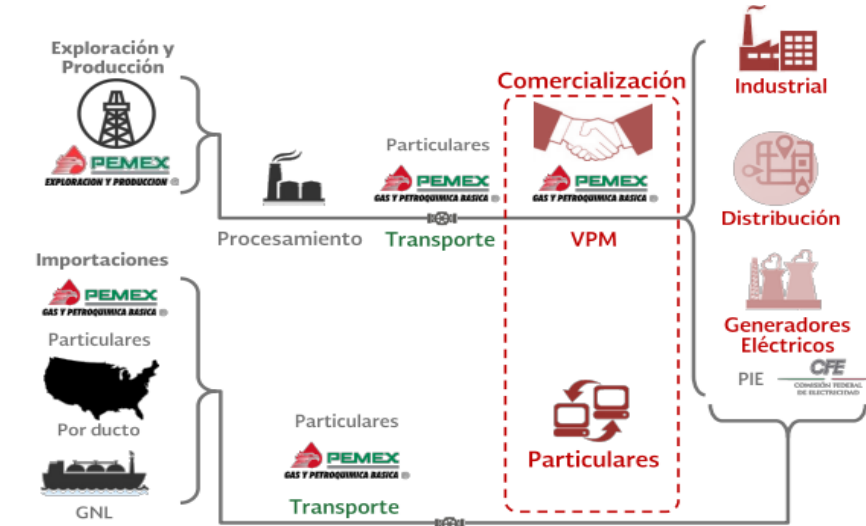 Exploración y
Producción
PEMEX
EXPLORACION Y PRODUCCION
Procesamiento
Particulares
PEMEX
GAS Y PETROQUIMICA BASICA
Transporte
Comercialización
PEMEX
GAS Y PETROQUIMICA BASICA
VPM
Industrial
Distribución
Generadores
Eléctricos
PIE
CFE
COMISIÓN FEDERAL
DE ELECTRICIDAD
Importaciones
PEMEX
GAS Y PETROQUIMICA BASICA
Particulares
Por ducto
GNL
Particulares
PEMEX
GAS Y PETROQUIMICA BASICA
Transporte
Particulares